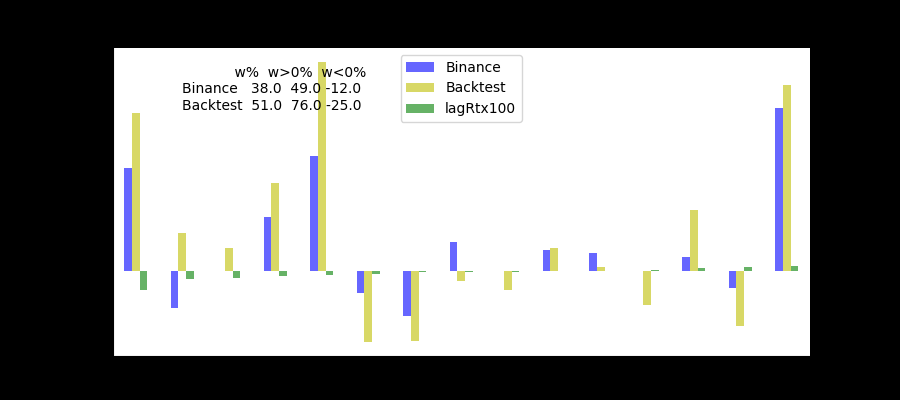 w% w>0% w<0%
Binance 38.0 49.0 -12.0
Backtest 51.0 76.0 -25.0
Binance
Backtest
lagRtx100